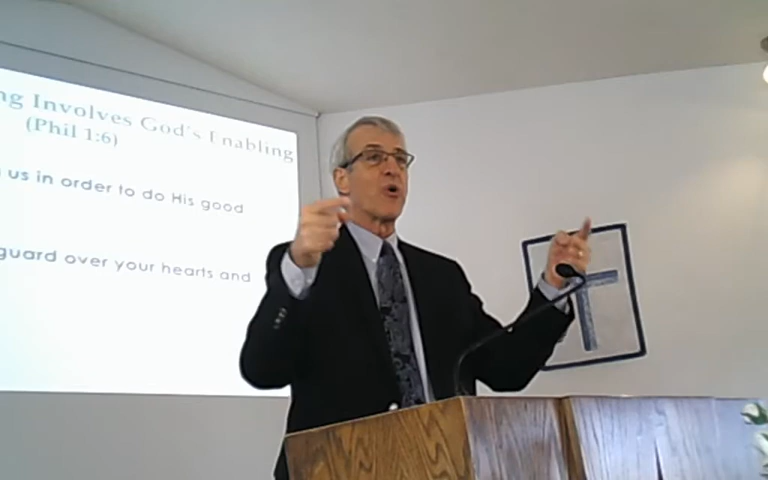 ng Involves God's Enabling
(Phil 1:6)
us in order to do His good
guard over your hearts and